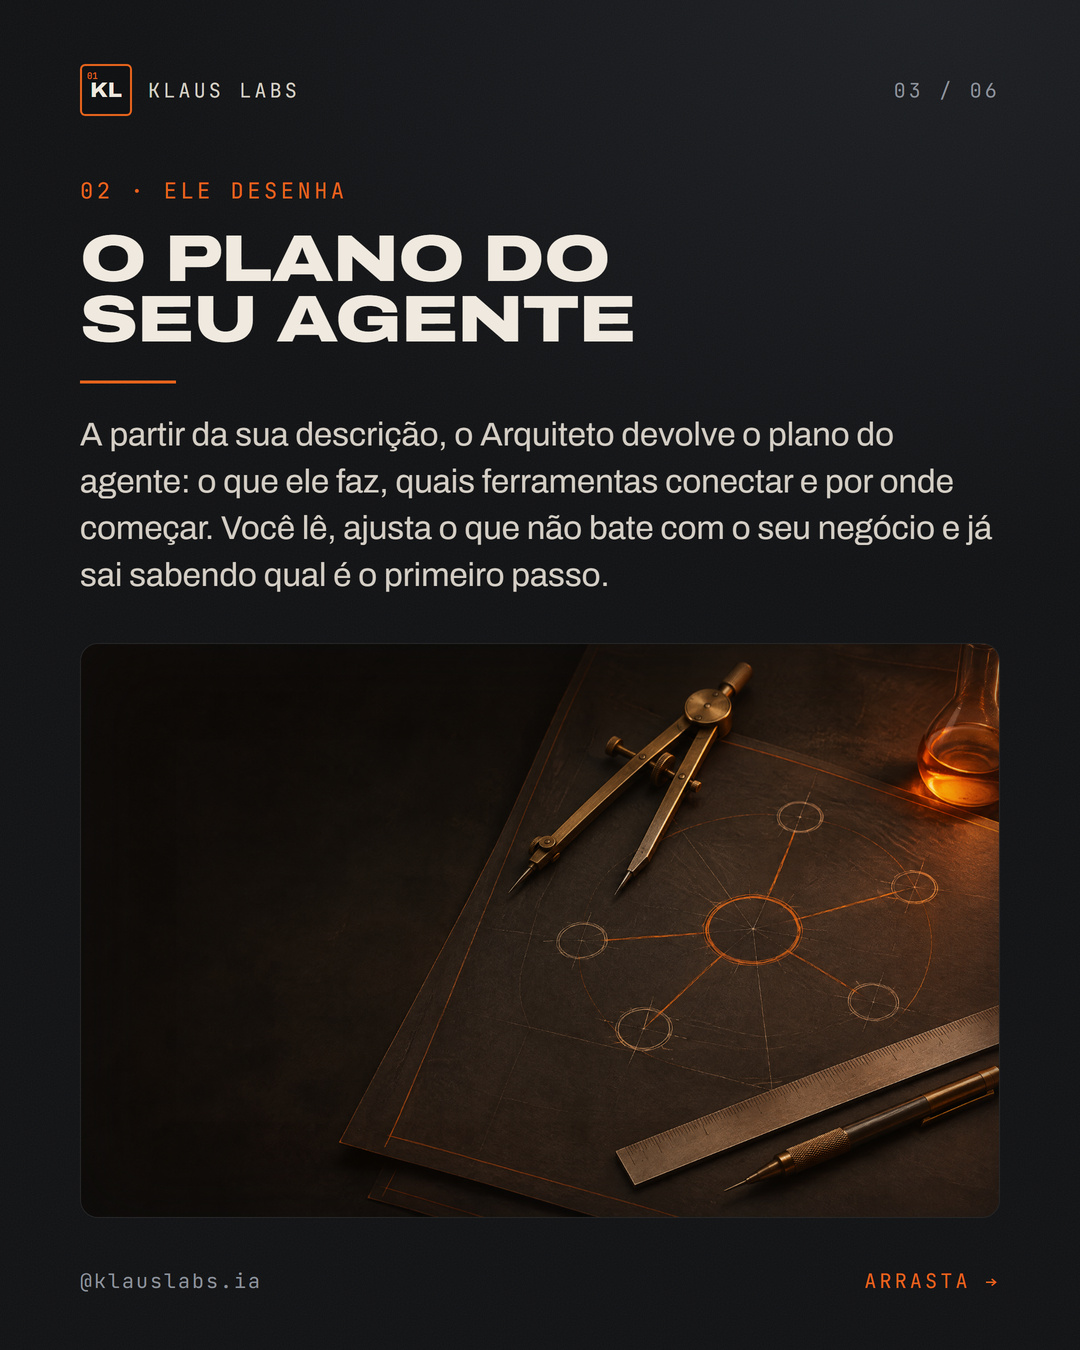 01
KL
KLAUS LABS
03 / 06
02 · ELE DESENHA
O PLANO DO
SEU AGENTE
A partir da sua descrição, o Arquiteto devolve o plano do
agente: o que ele faz, quais ferramentas conectar e por onde
começar. Você lê, ajusta o que não bate com o seu negócio e já
sai sabendo qual é o primeiro passo.
@klauslabs.ia
ARRASTA →